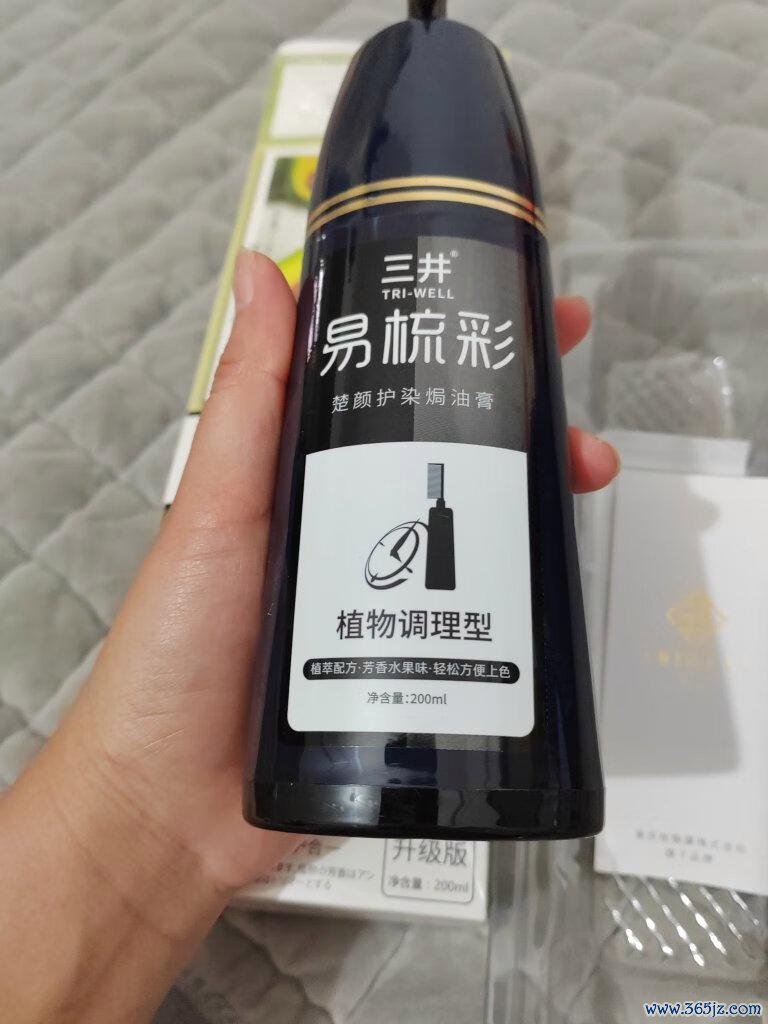 三井®
TRI-WELL
易梳彩
楚颜护染焗油膏
植物调理型
植萃配方·芳香水果味·轻松方便上色
净含量:200ml
升级版
净含量:200ml
www.365jz.com